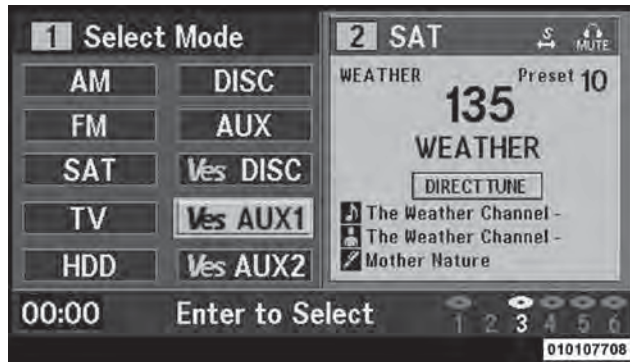 1 Select Mode
AM DISC
FM AUX
SAT Ves DISC
TV Ves AUX1
HDD Ves AUX2
2 SAT S MUTE
WEATHER Preset 10
135
WEATHER
DIRECT TUNE
The Weather Channel -
The Weather Channel -
Mother Nature
00:00 Enter to Select 1 2 3 4 5 6
010107708